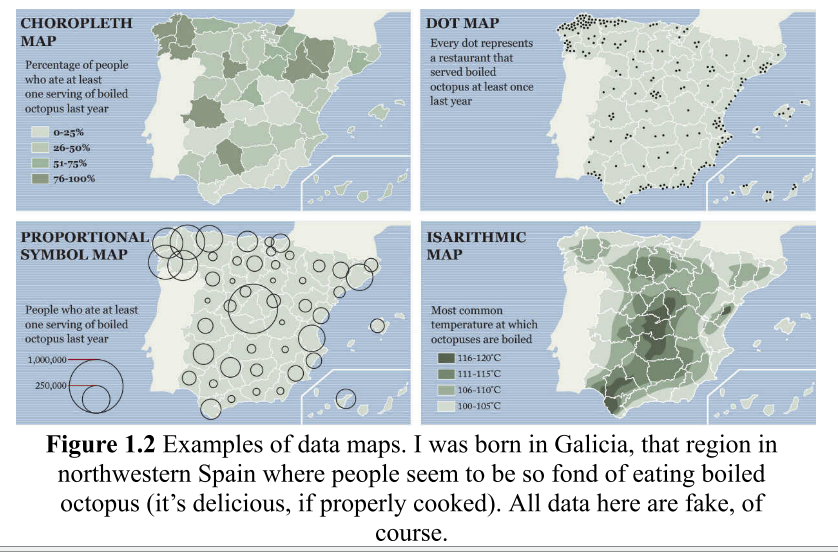 CHOROPLETH
MAP
Percentage of people
who ate at least
one serving of boiled
octopus last year
0-25%
26-50%
51-75%
76-100%
DOT MAP
Every dot represents
a restaurant that
served boiled
octopus at least once
last year
PROPORTIONAL
SYMBOL MAP
People who ate at least
one serving of boiled
octopus last year
1,000,000
250,000
ISARITHMIC
MAP
Most common
temperature at which
octopuses are boiled
116-120°C
111-115°C
106-110°C
100-105°C
Figure 1.2 Examples of data maps. I was born in Galicia, that region in
northwestern Spain where people seem to be so fond of eating boiled
octopus (it’s delicious, if properly cooked). All data here are fake, of
course.